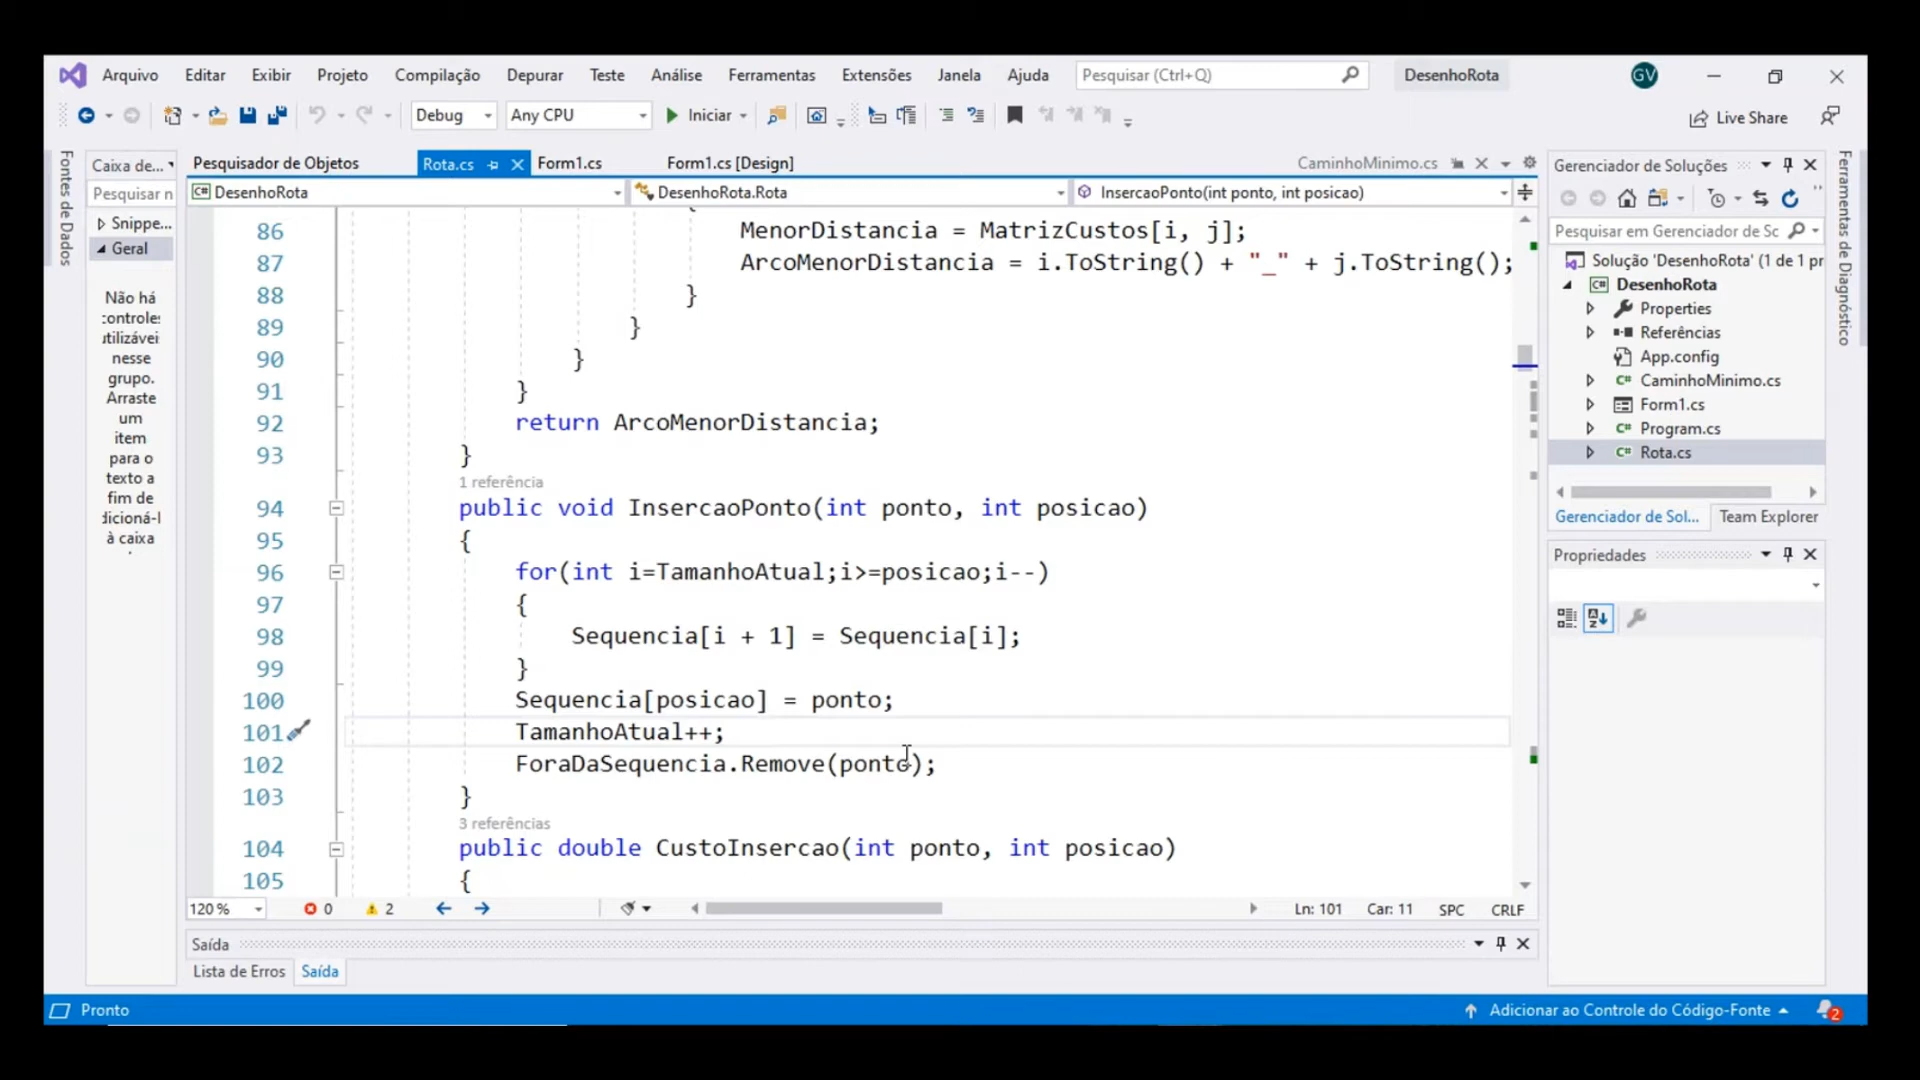 Arquivo Editar Exibir Projeto Compilação Depurar Teste Análise Ferramentas Extensões Janela Ajuda Pesquisar (Ctrl+Q) DesenhoRota GV
Debug Any CPU Iniciar Live Share
Fontes de Dados
Caixa de...
Pesquisar n
Snippe...
Geral
Não há
controle
utilizávei
nesse
grupo.
Arraste
um
item
para o
texto a
fim de
dicioná-l
à caixa
Pesquisador de Objetos Rota.cs Form1.cs Form1.cs [Design] CaminhoMinimo.cs
DesenhoRota DesenhoRota.Rota InsercaoPonto(int ponto, int posicao)
{
86 MenorDistancia = MatrizCustos[i, j];
87 ArcoMenorDistancia = i.ToString() + "_" + j.ToString();
88 }
89 }
90 }
91 }
92 return ArcoMenorDistancia;
93 }
1 referência
94 public void InsercaoPonto(int ponto, int posicao)
95 {
96 for(int i=TamanhoAtual;i>=posicao;i--)
97 {
98 Sequencia[i + 1] = Sequencia[i];
99 }
100 Sequencia[posicao] = ponto;
101 TamanhoAtual++;
102 ForaDaSequencia.Remove(ponto);
103 }
3 referências
104 public double CustoInsercao(int ponto, int posicao)
105 {
120 % 0 2 Ln: 101 Car: 11 SPC CRLF
Saída
Lista de Erros Saída
Gerenciador de Soluções
Pesquisar em Gerenciador de Sc
Solução 'DesenhoRota' (1 de 1 pr
DesenhoRota
Properties
Referências
App.config
CaminhoMinimo.cs
Form1.cs
Program.cs
Rota.cs
Gerenciador de Sol... Team Explorer
Propriedades
Ferramentas de Diagnóstico
Pronto Adicionar ao Controle do Código-Fonte 2